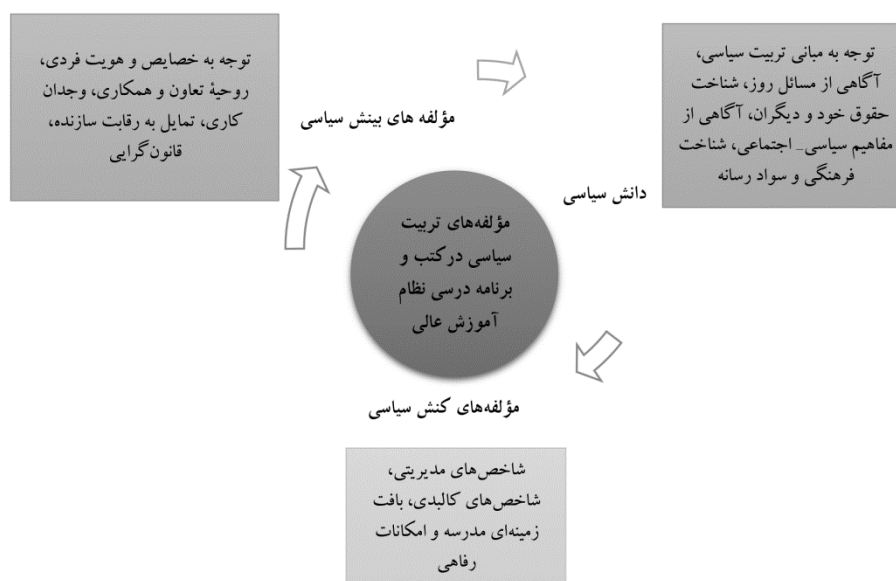 توجه به مبانی تربیت سیاسی،
آگاهی از مسائل روز، شناخت
حقوق خود و دیگران، آگاهی از
مفاهیم سیاسی_ اجتماعی، شناخت
فرهنگی و سواد رسانه
دانش سیاسی
توجه به خصایص و هویت فردی،
روحیهٔ تعاون و همکاری، وجدان
کاری، تمایل به رقابت سازنده،
قانون‌گرایی
مؤلفه های بینش سیاسی
مؤلفه‌های تربیت
سیاسی در کتب و
برنامه درسی نظام
آموزش عالی
مؤلفه‌های کنش سیاسی
شاخص‌های مدیریتی،
شاخص‌های کالبدی، بافت
زمینه‌ای مدرسه و امکانات
رفاهی